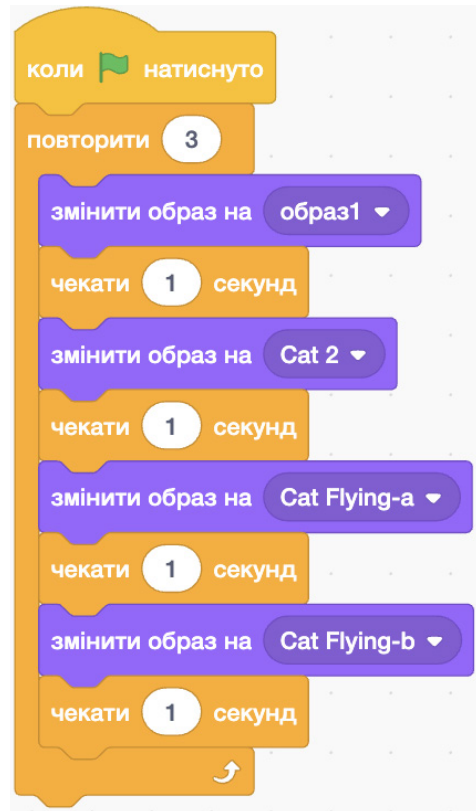 коли натиснуто
повторити 3
змінити образ на образ1
чекати 1 секунд
змінити образ на Cat 2
чекати 1 секунд
змінити образ на Cat Flying-a
чекати 1 секунд
змінити образ на Cat Flying-b
чекати 1 секунд